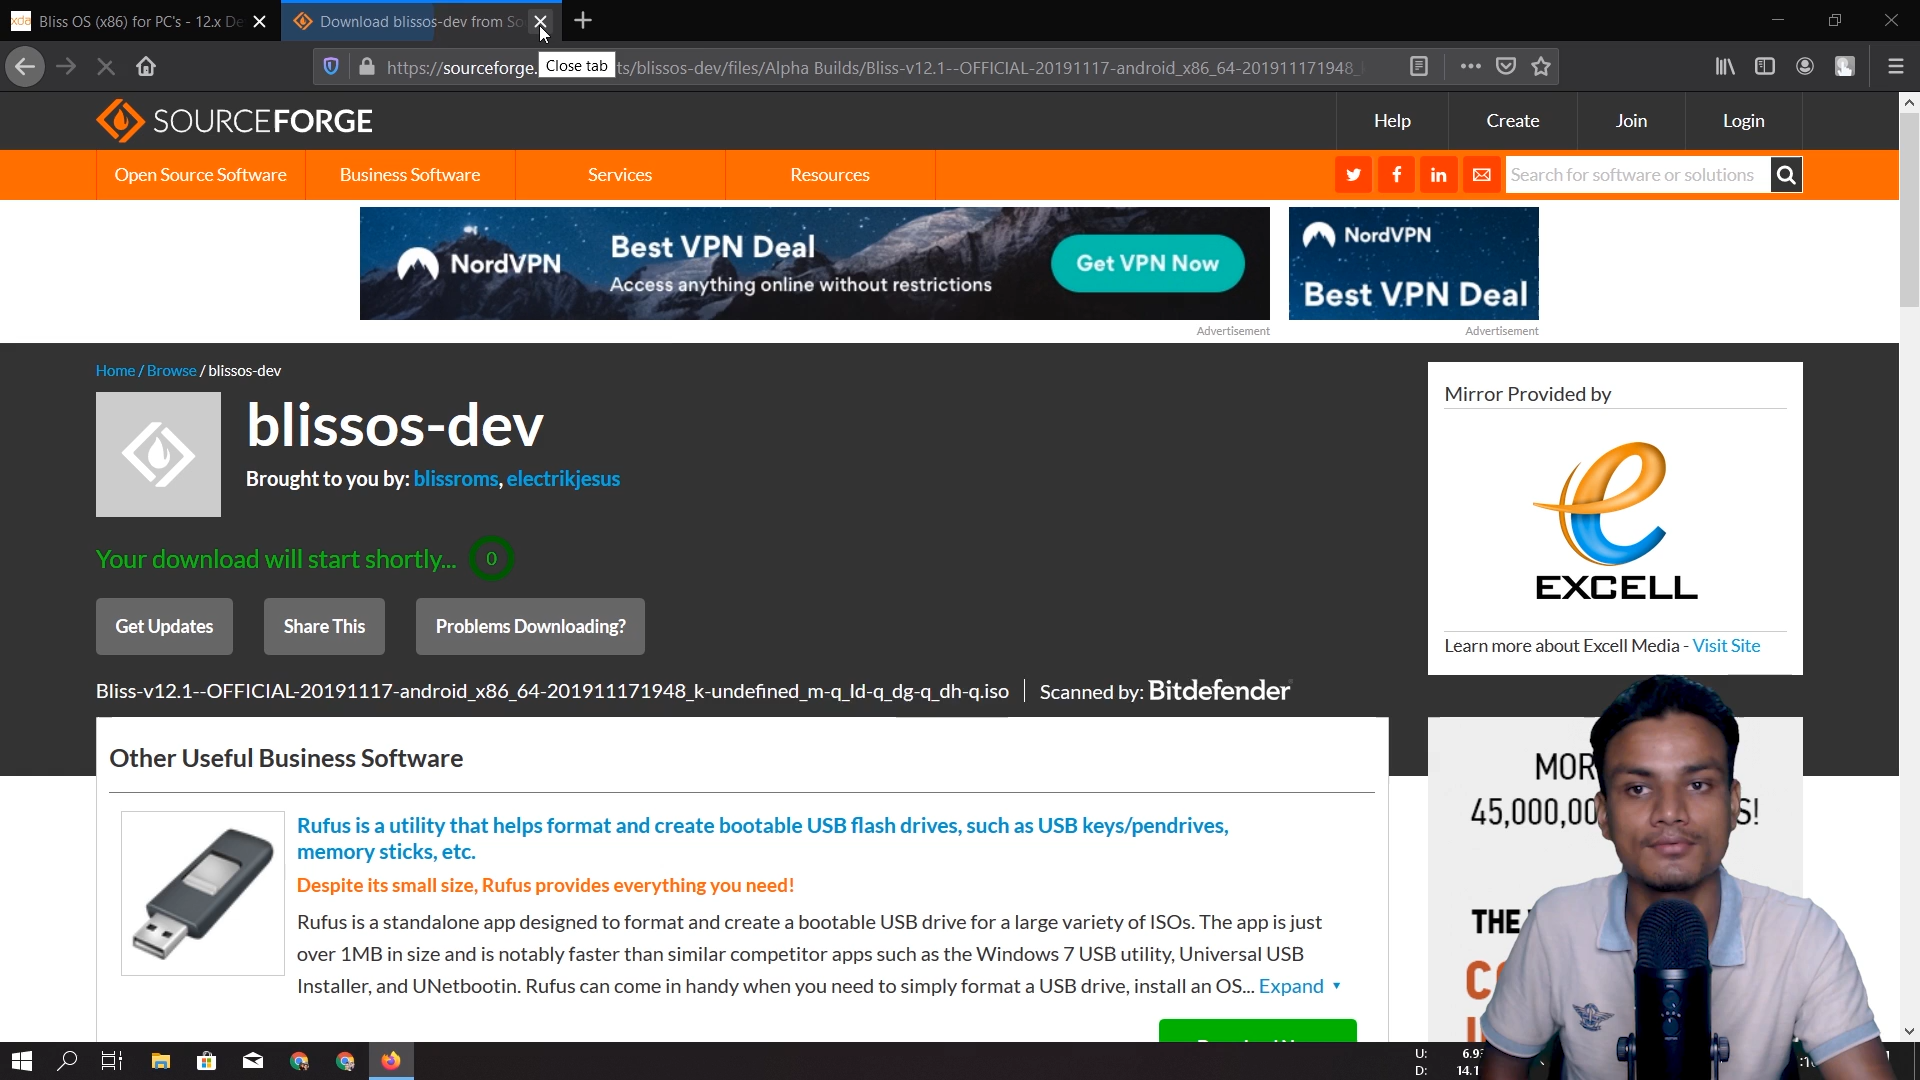 xda Bliss OS (x86) for PC's - 12.x De
Download blissos-dev from So
Close tab
https://sourceforge. ts/blissos-dev/files/Alpha Builds/Bliss-v12.1--OFFICIAL-20191117-android_x86_64-201911171948_
SOURCEFORGE
Help
Create
Join
Login
Open Source Software
Business Software
Services
Resources
Search for software or solutions
NordVPN
Best VPN Deal
Access anything online without restrictions
Get VPN Now
NordVPN
Best VPN Deal
Advertisement
Advertisement
Home / Browse / blissos-dev
blissos-dev
Brought to you by: blissroms, electrikjesus
Your download will start shortly... 0
Get Updates
Share This
Problems Downloading?
Bliss-v12.1--OFFICIAL-20191117-android_x86_64-201911171948_k-undefined_m-q_ld-q_dg-q_dh-q.iso
Scanned by: Bitdefender
Mirror Provided by
EXCELL
Learn more about Excell Media - Visit Site
Other Useful Business Software
Rufus is a utility that helps format and create bootable USB flash drives, such as USB keys/pendrives,
memory sticks, etc.
Despite its small size, Rufus provides everything you need!
Rufus is a standalone app designed to format and create a bootable USB drive for a large variety of ISOs. The app is just
over 1MB in size and is notably faster than similar competitor apps such as the Windows 7 USB utility, Universal USB
Installer, and UNetbootin. Rufus can come in handy when you need to simply format a USB drive, install an OS... Expand
MOR
45,000,00 S!
THE
U: 6.9
D: 14.1